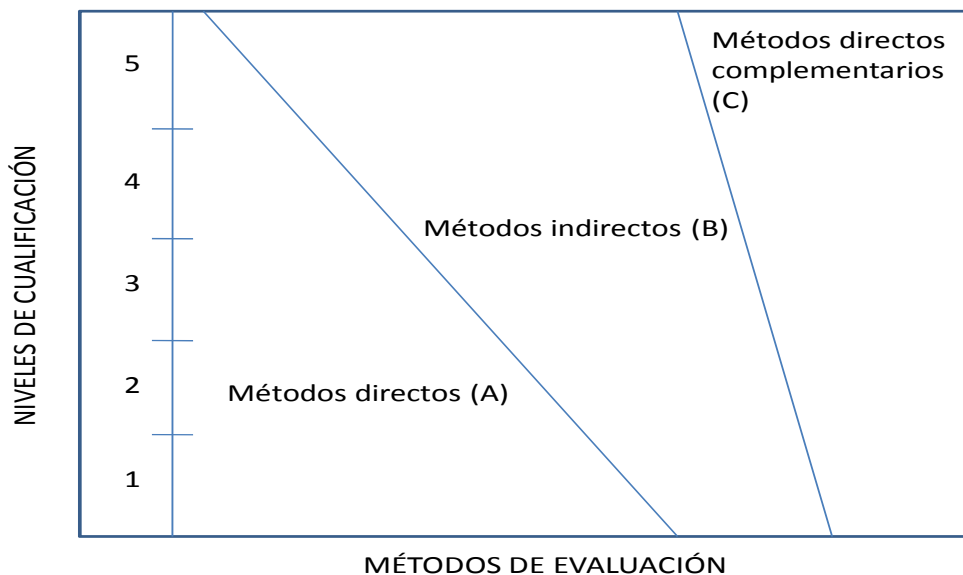 Métodos directos
complementarios
(C)
5
4
Métodos indirectos (B)
3
2
Métodos directos (A)
1
NIVELES DE CUALIFICACIÓN
MÉTODOS DE EVALUACIÓN